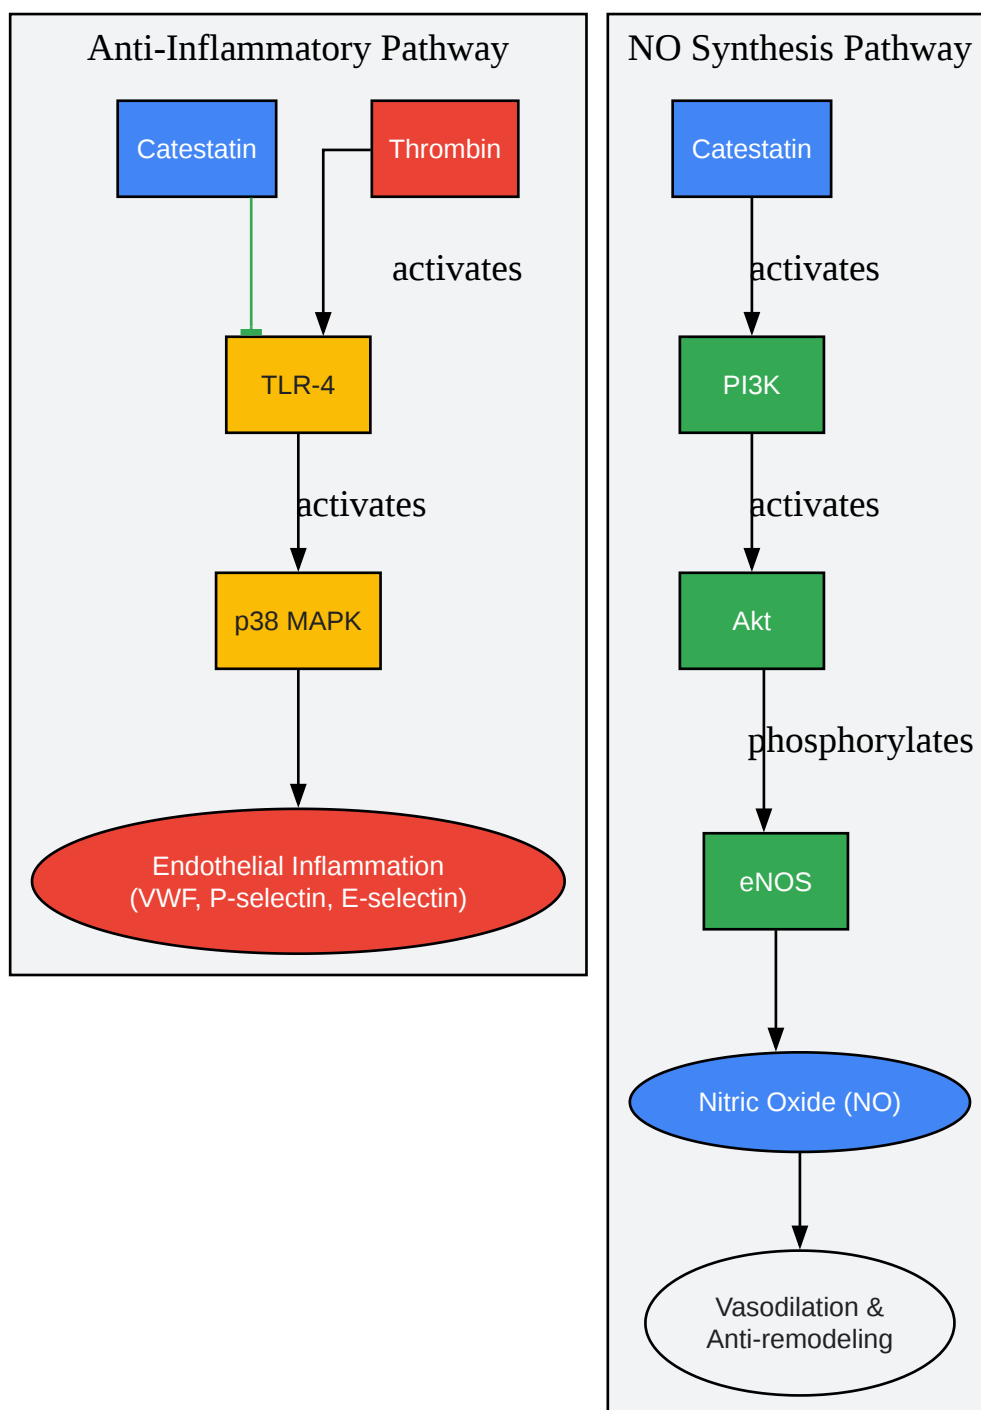 Anti-Inflammatory Pathway
Catestatin
Thrombin
activates
TLR-4
activates
p38 MAPK
Endothelial Inflammation
(VWF, P-selectin, E-selectin)
NO Synthesis Pathway
Catestatin
activates
PI3K
activates
Akt
phosphorylates
eNOS
Nitric Oxide (NO)
Vasodilation &
Anti-remodeling